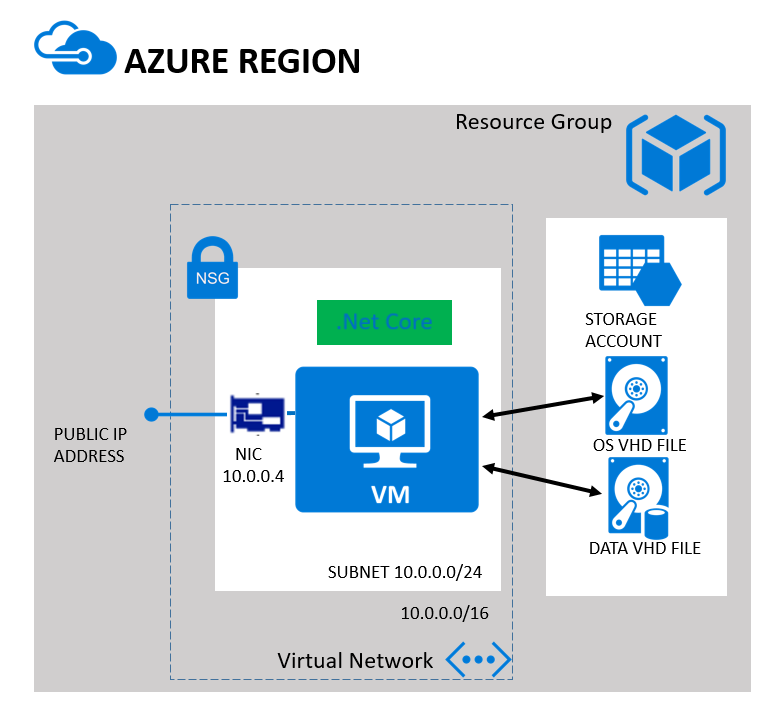 AZURE REGION
Resource Group
NSG
.Net Core
STORAGE
ACCOUNT
PUBLIC IP
ADDRESS
NIC
10.0.0.4
VM
OS VHD FILE
DATA VHD FILE
SUBNET 10.0.0.0/24
10.0.0.0/16
Virtual Network